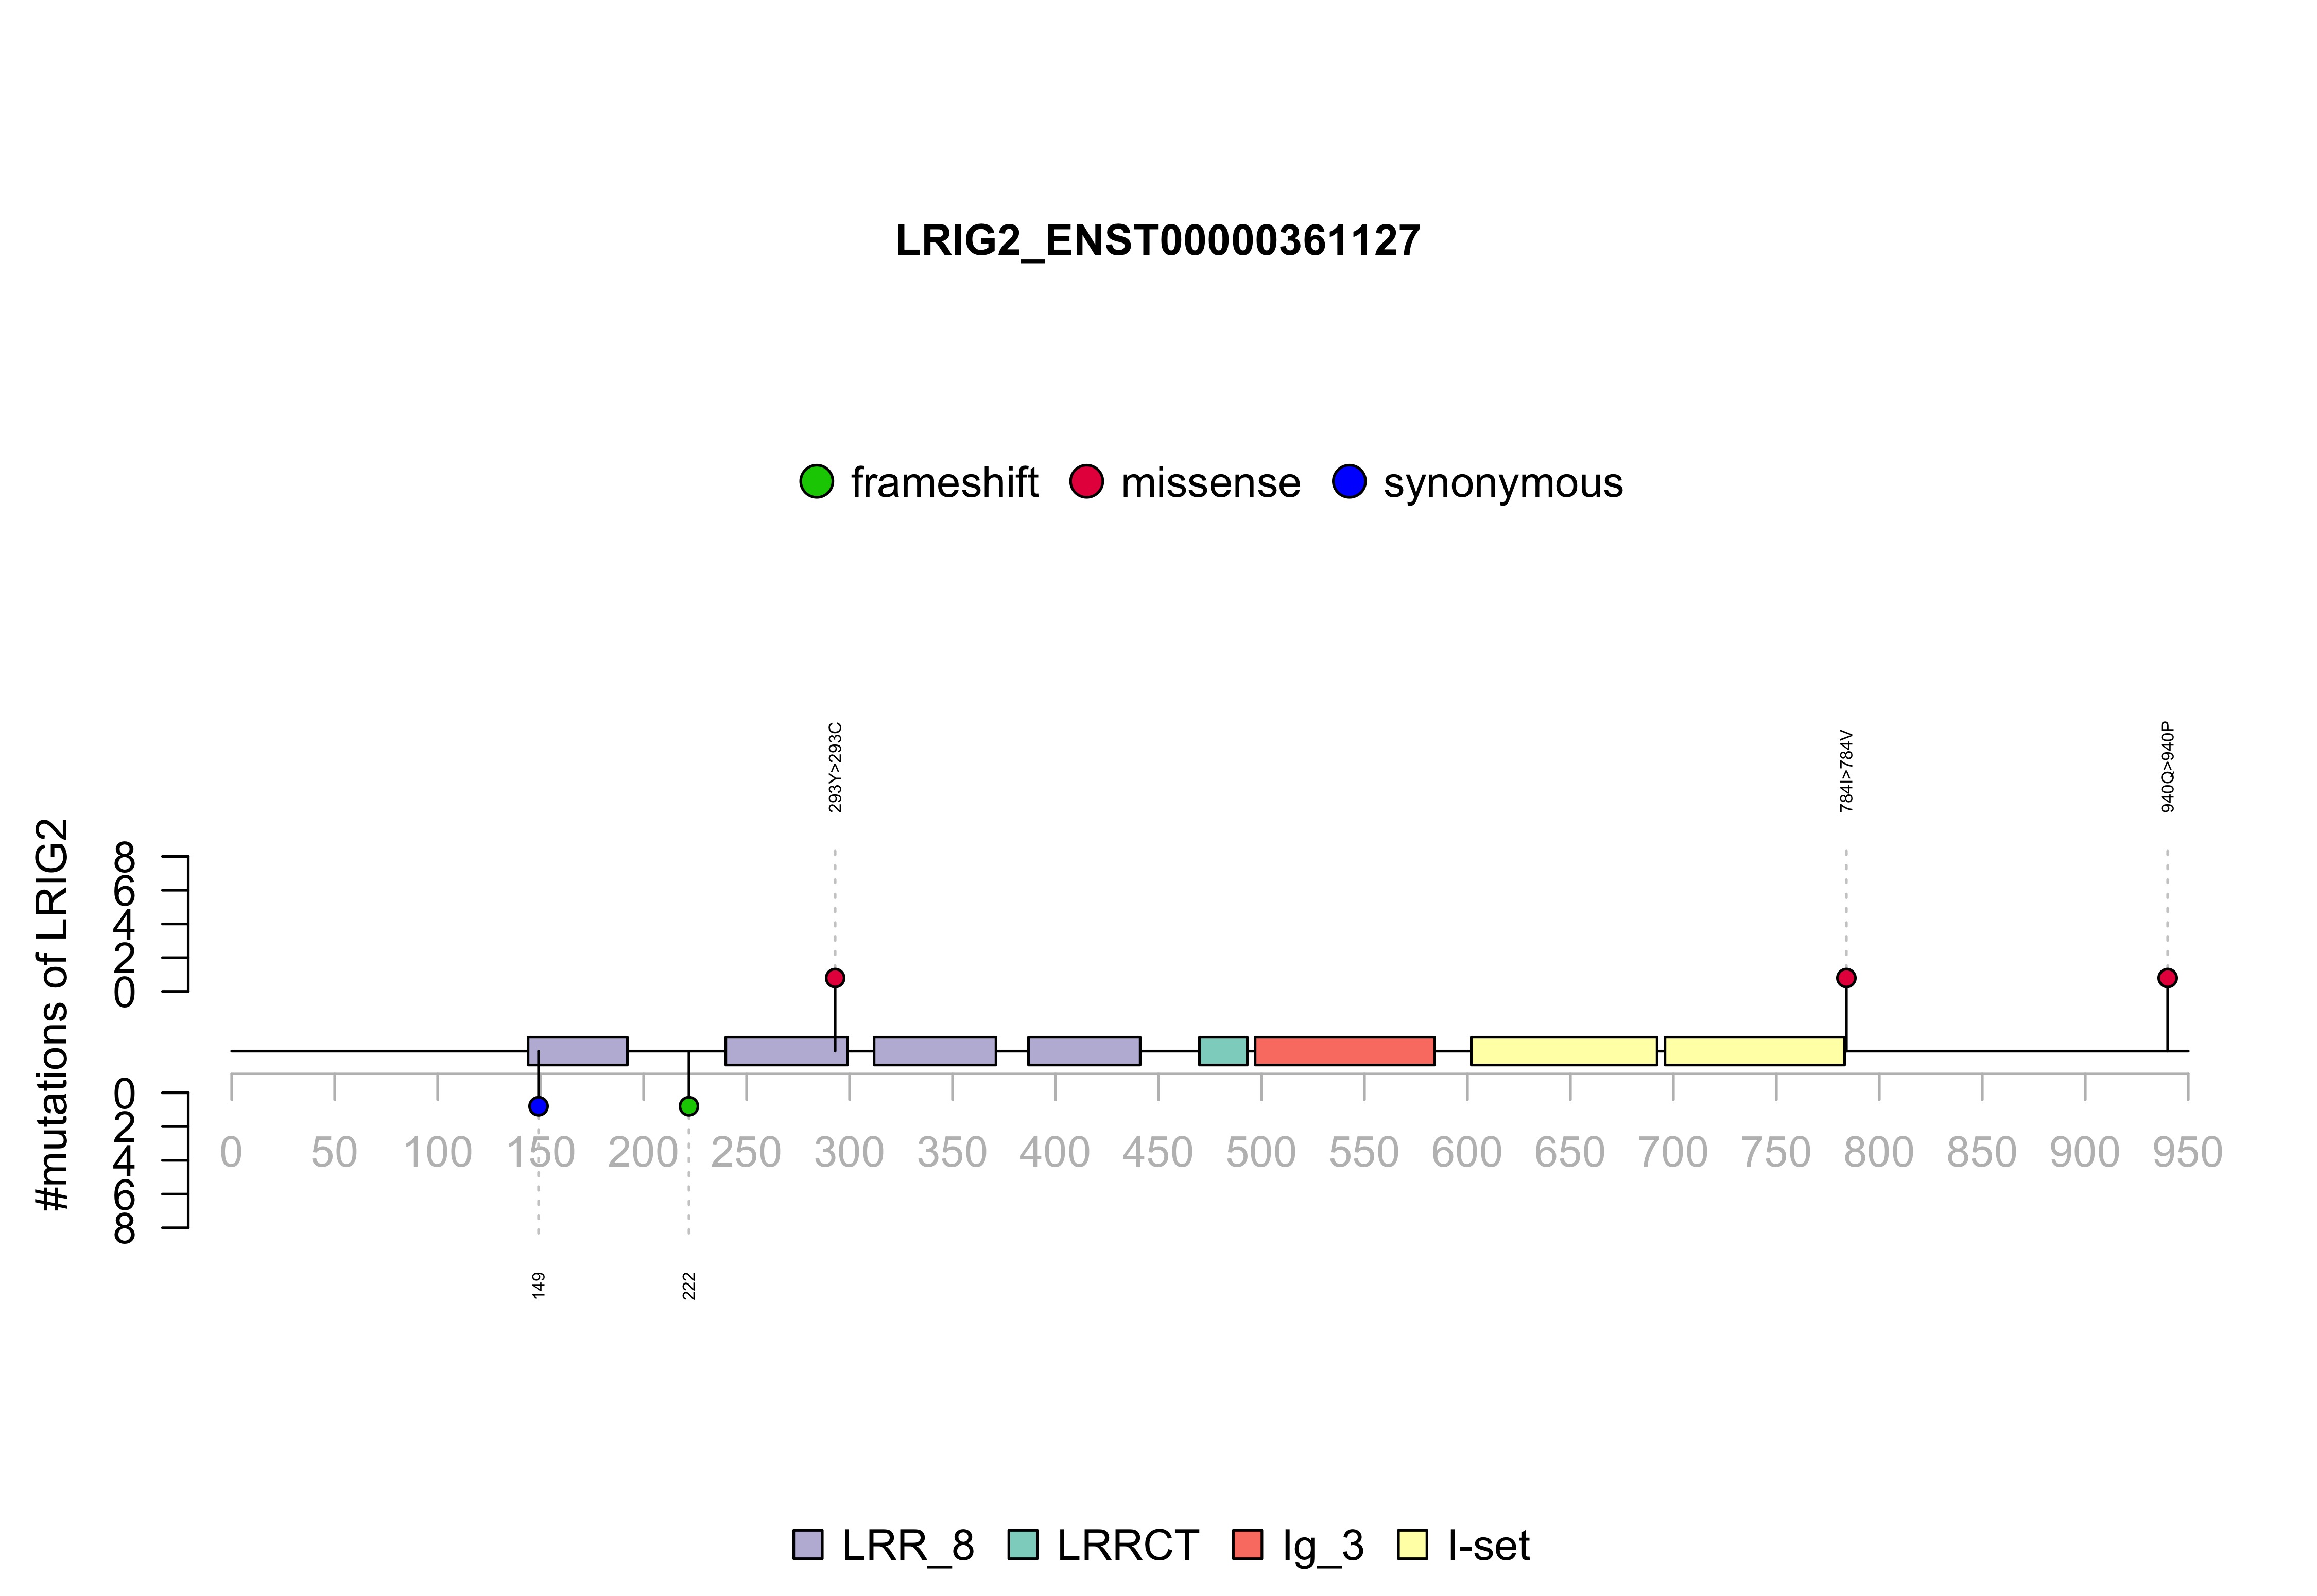 LRIG2_ENST00000361127
frameshift missense synonymous
293Y>293C
784I>784V
940Q>940P
#mutations of LRIG2
8
6
4
2
0
0
2
4
6
8
0 50 100 150 200 250 300 350 400 450 500 550 600 650 700 750 800 850 900 950
149
222
LRR_8 LRRCT Ig_3 I-set